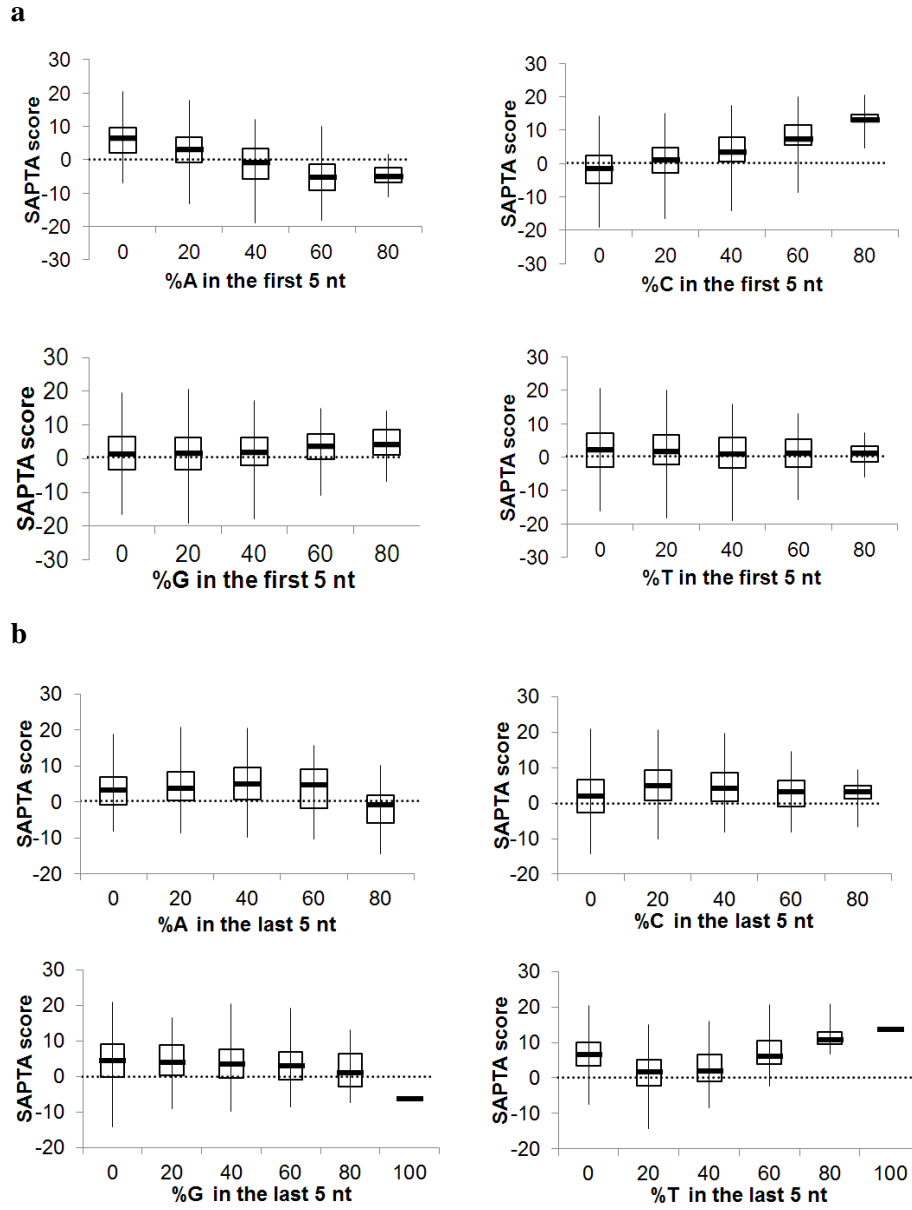 a
30
20
10
0
-10
-20
-30
SAPTA score
0 20 40 60 80
%A in the first 5 nt
30
20
10
0
-10
-20
-30
SAPTA score
0 20 40 60 80
%C in the first 5 nt
30
20
10
0
-10
-20
-30
SAPTA score
0 20 40 60 80
%G in the first 5 nt
30
20
10
0
-10
-20
-30
SAPTA score
0 20 40 60 80
%T in the first 5 nt
b
30
20
10
0
-10
-20
SAPTA score
0 20 40 60 80
%A in the last 5 nt
30
20
10
0
-10
-20
SAPTA score
0 20 40 60 80
%C in the last 5 nt
30
20
10
0
-10
-20
SAPTA score
0 20 40 60 80 100
%G in the last 5 nt
30
20
10
0
-10
-20
SAPTA score
0 20 40 60 80 100
%T in the last 5 nt